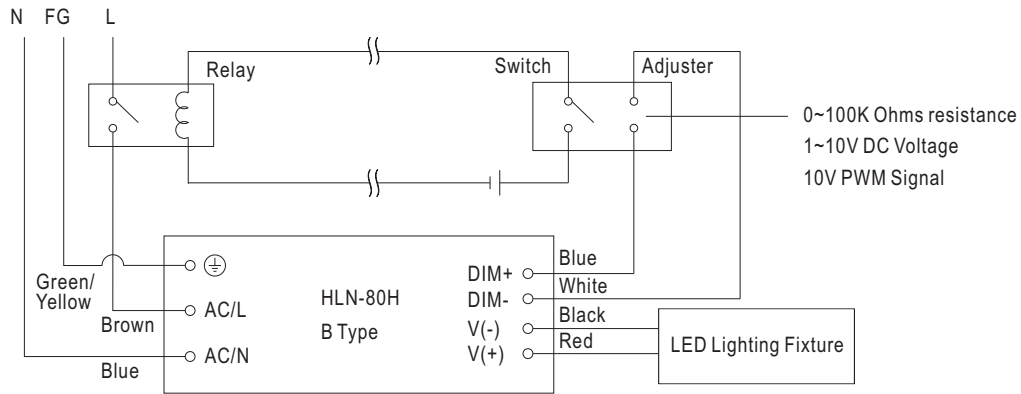 N FG L
Relay
Switch
Adjuster
0~100K Ohms resistance
1~10V DC Voltage
10V PWM Signal
Green/
Yellow
Brown
Blue
AC/L
AC/N
HLN-80H
B Type
DIM+
DIM-
V(-)
V(+)
Blue
White
Black
Red
LED Lighting Fixture